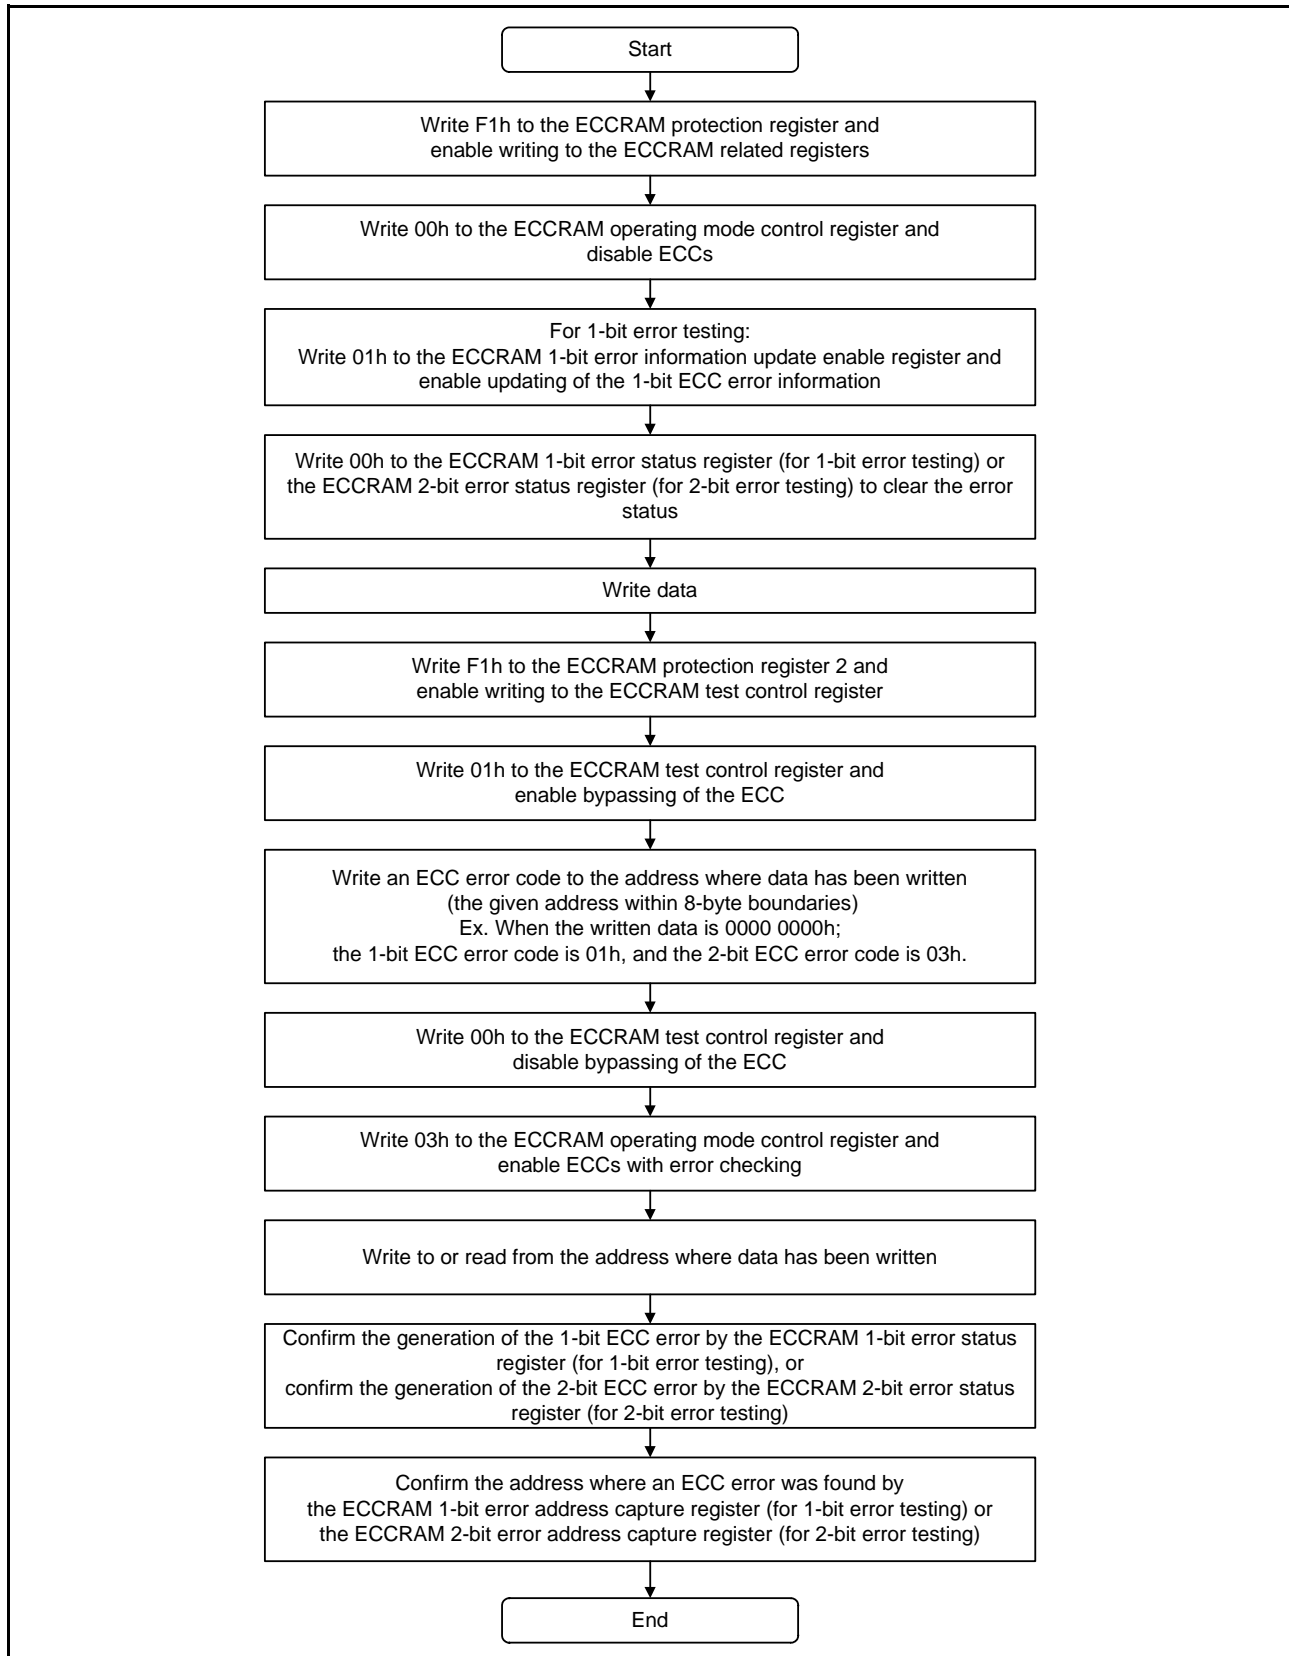 Start
Write F1h to the ECCRAM protection register and
enable writing to the ECCRAM related registers
Write 00h to the ECCRAM operating mode control register and
disable ECCs
For 1-bit error testing:
Write 01h to the ECCRAM 1-bit error information update enable register and
enable updating of the 1-bit ECC error information
Write 00h to the ECCRAM 1-bit error status register (for 1-bit error testing) or
the ECCRAM 2-bit error status register (for 2-bit error testing) to clear the error
status
Write data
Write F1h to the ECCRAM protection register 2 and
enable writing to the ECCRAM test control register
Write 01h to the ECCRAM test control register and
enable bypassing of the ECC
Write an ECC error code to the address where data has been written
(the given address within 8-byte boundaries)
Ex. When the written data is 0000 0000h;
the 1-bit ECC error code is 01h, and the 2-bit ECC error code is 03h.
Write 00h to the ECCRAM test control register and
disable bypassing of the ECC
Write 03h to the ECCRAM operating mode control register and
enable ECCs with error checking
Write to or read from the address where data has been written
Confirm the generation of the 1-bit ECC error by the ECCRAM 1-bit error status
register (for 1-bit error testing), or
confirm the generation of the 2-bit ECC error by the ECCRAM 2-bit error status
register (for 2-bit error testing)
Confirm the address where an ECC error was found by
the ECCRAM 1-bit error address capture register (for 1-bit error testing) or
the ECCRAM 2-bit error address capture register (for 2-bit error testing)
End